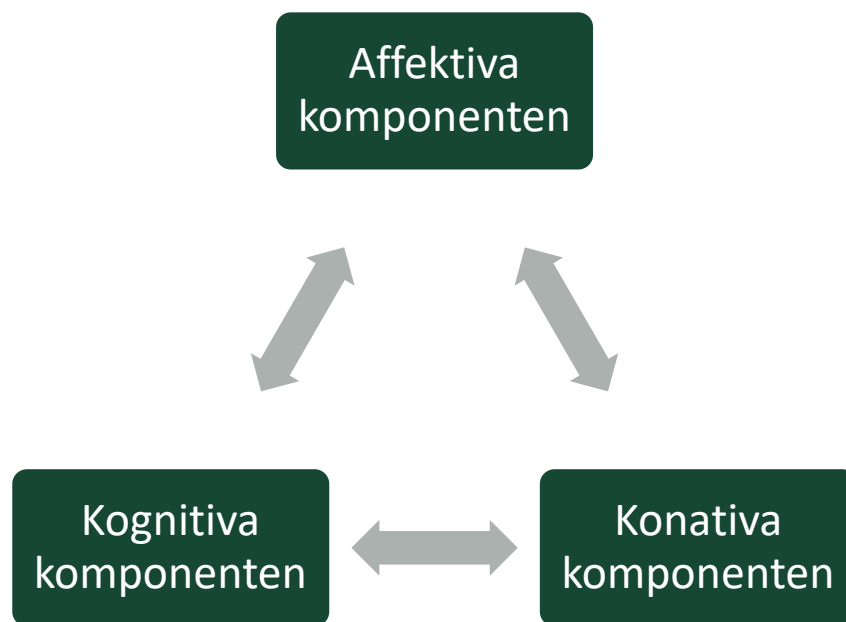 Affektiva
komponenten
Kognitiva
komponenten
Konativa
komponenten